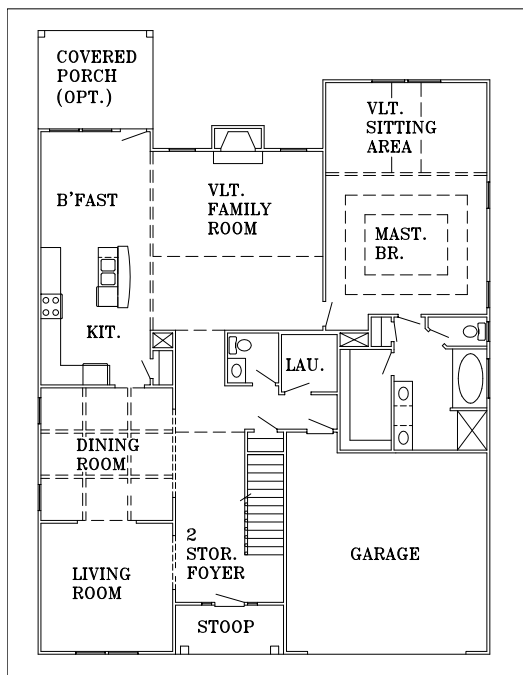 COVERED
PORCH
(OPT.)
VLT.
SITTING
AREA
B'FAST
VLT.
FAMILY
ROOM
MAST.
BR.
KIT.
LAU.
DINING
ROOM
2
STOR.
FOYER
GARAGE
LIVING
ROOM
STOOP